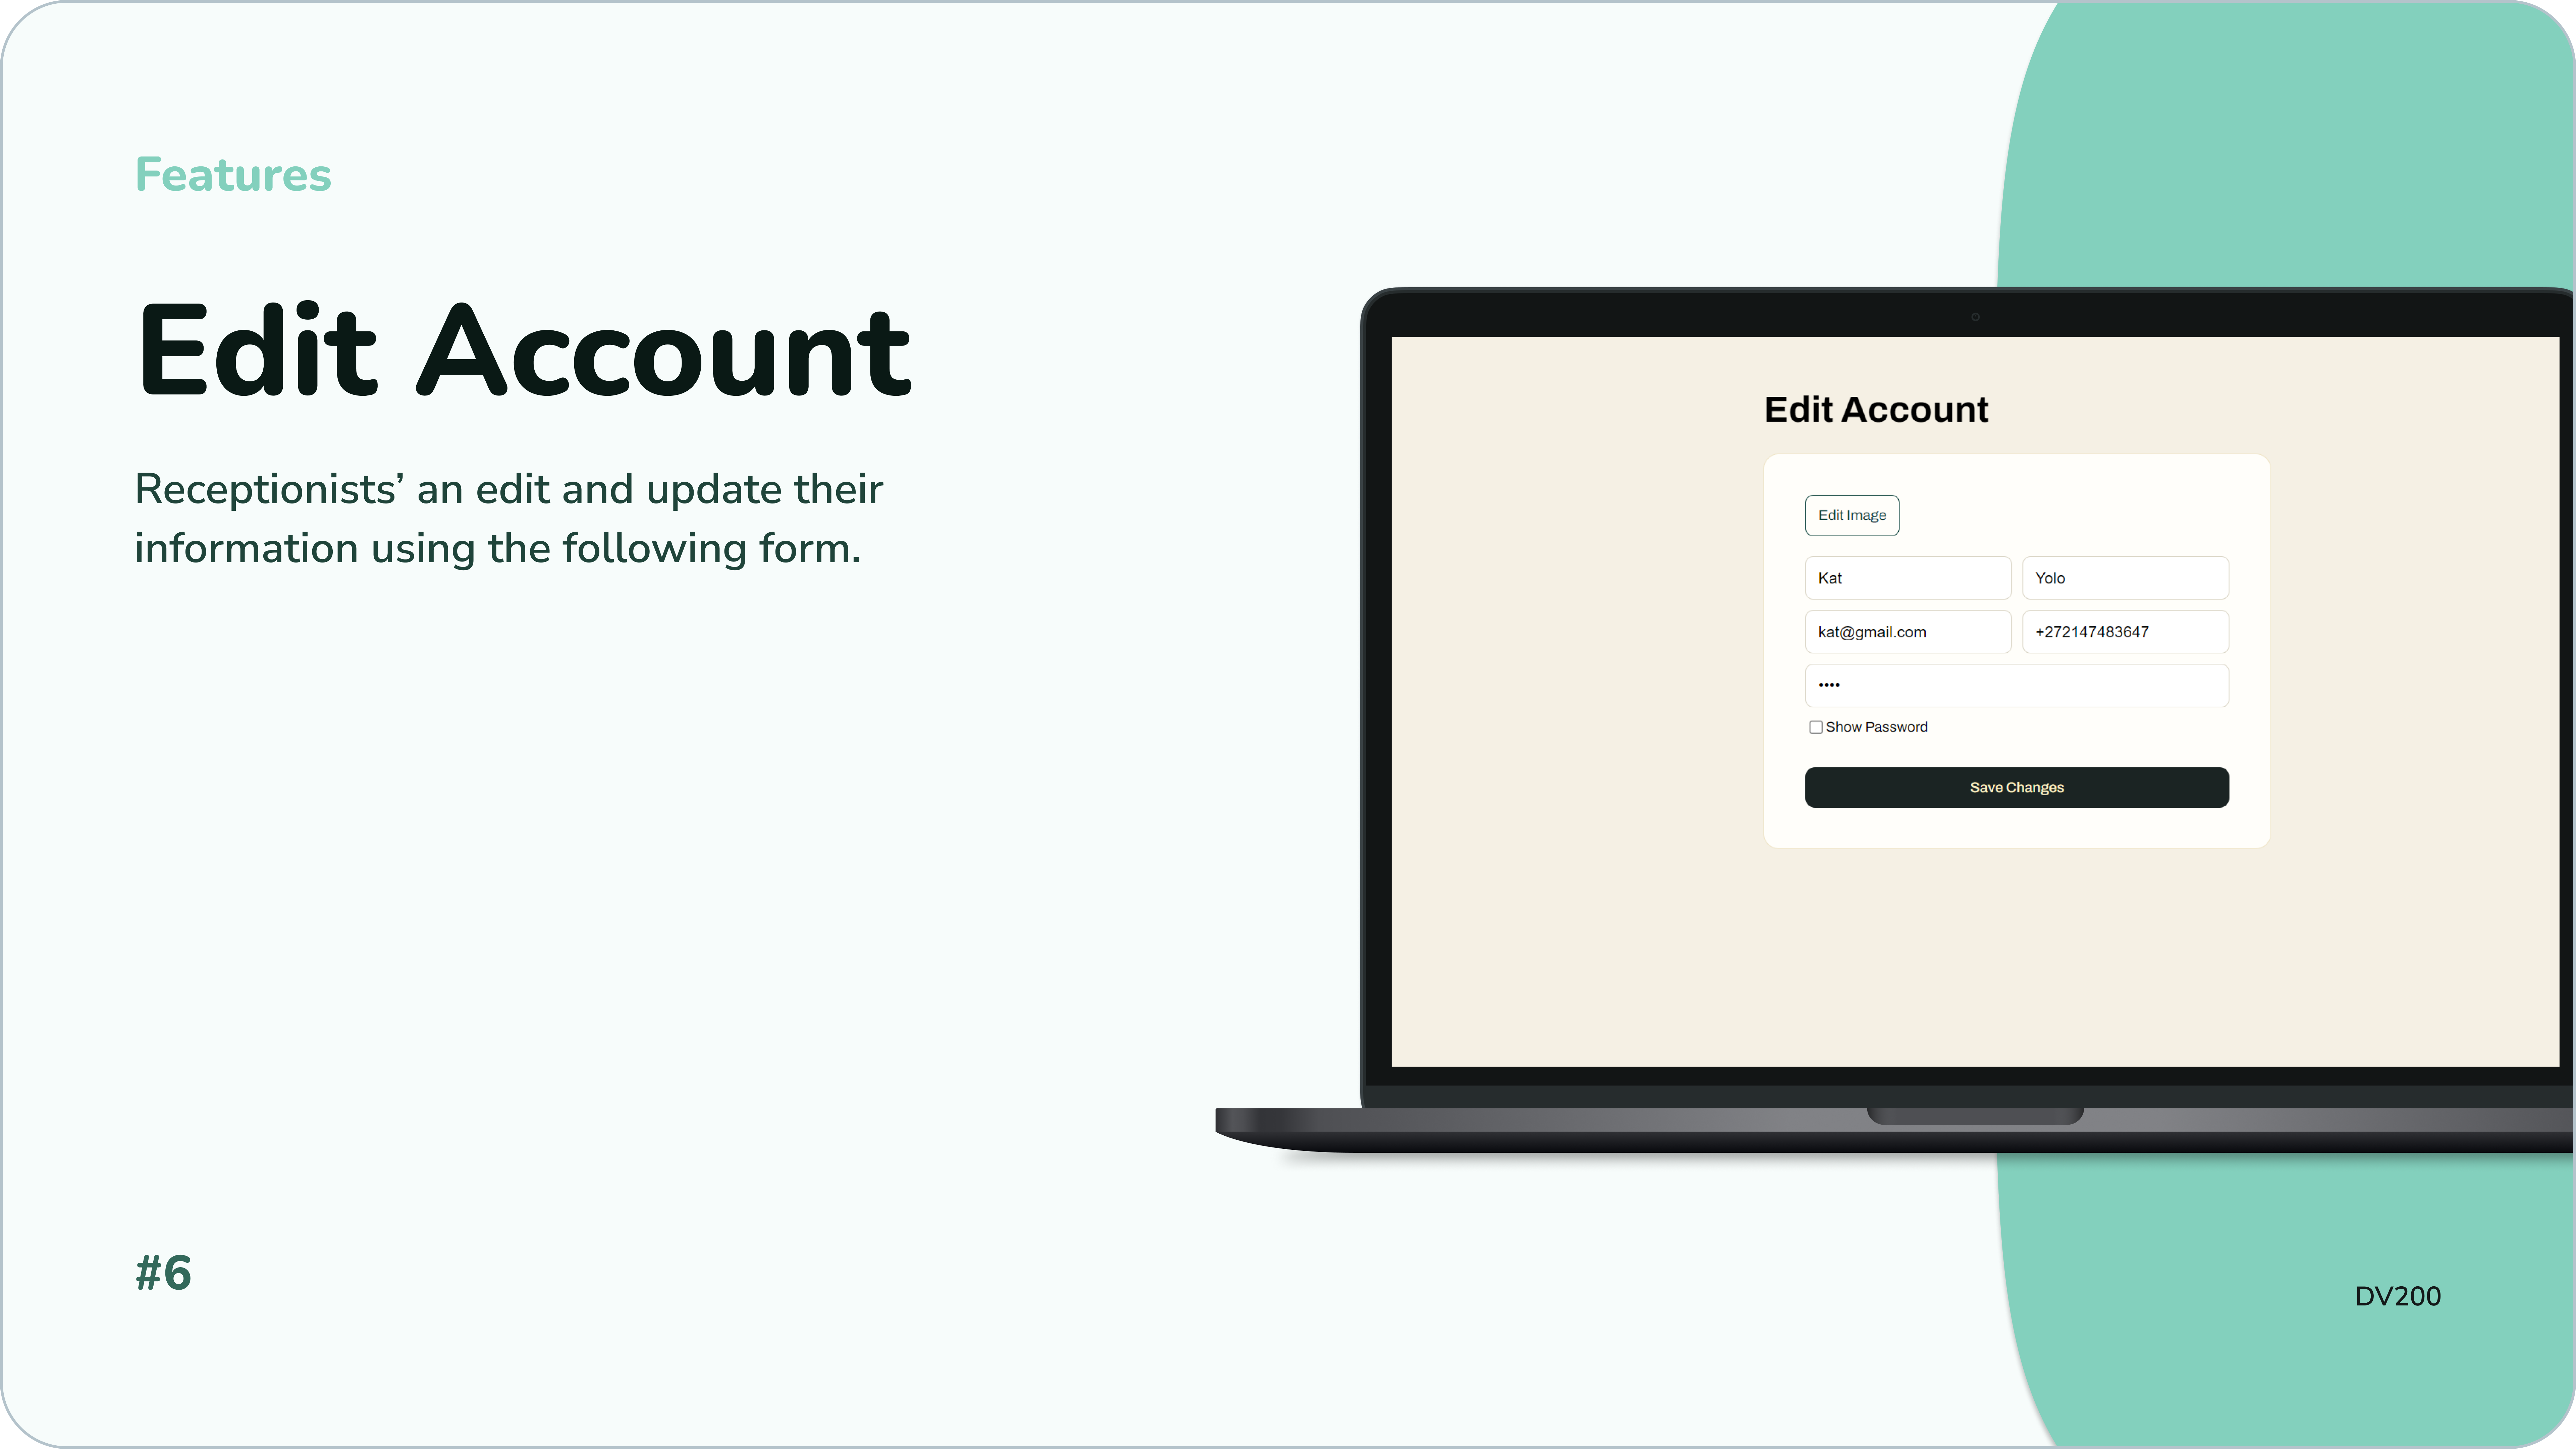 Features
Edit Account
Receptionists’ an edit and update their
information using the following form.
#6
Edit Account
Edit Image
Kat
Yolo
kat@gmail.com
+272147483647
••••
Show Password
Save Changes
DV200